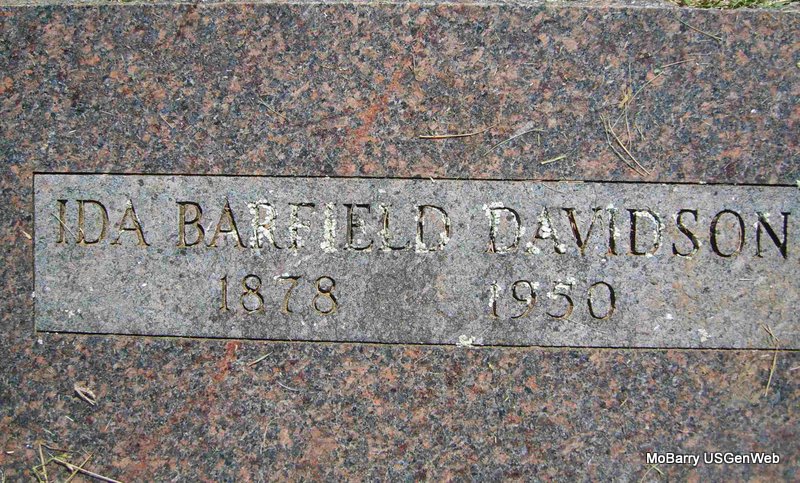 IDA BARFIELD DAVIDSON
1878 1950
MoBarry USGenWeb